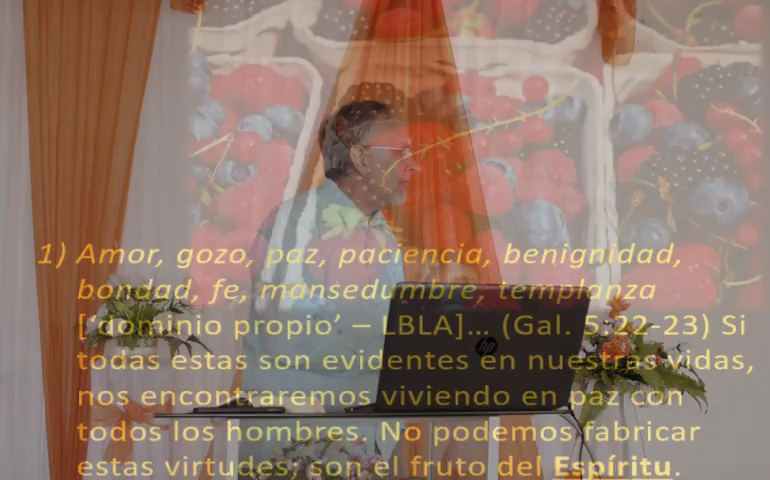 1) Amor, gozo, paz, paciencia, benignidad,
bondad, fe, mansedumbre, templanza
[‘dominio propio’ – LBLA]... (Gal. 5:22-23) Si
todas estas son evidentes en nuestras vidas,
nos encontraremos viviendo en paz con
todos los hombres. No podemos fabricar
estas virtudes; son el fruto del Espíritu.
hp